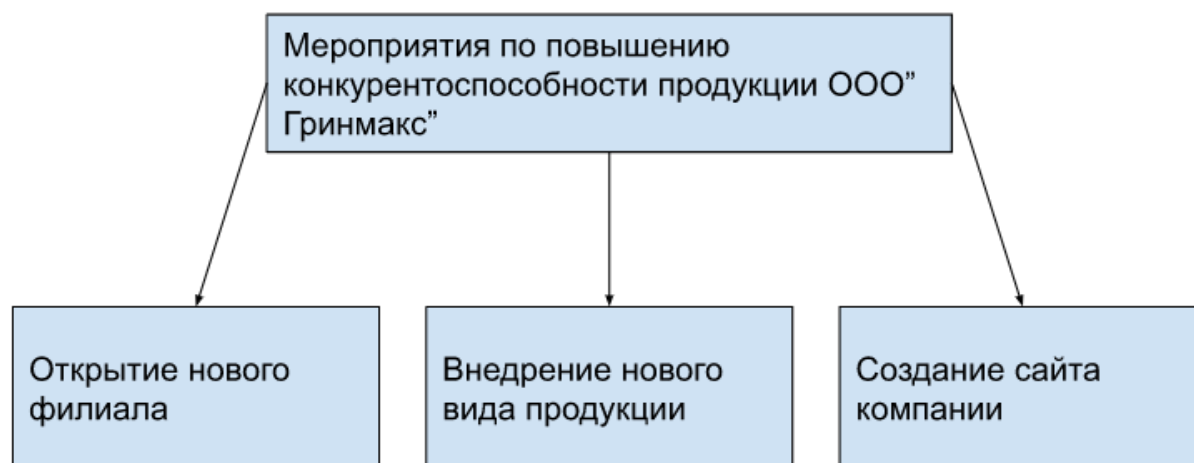 Мероприятия по повышению
конкурентоспособности продукции ООО”
Гринмакс”
Открытие нового
филиала
Внедрение нового
вида продукции
Создание сайта
компании